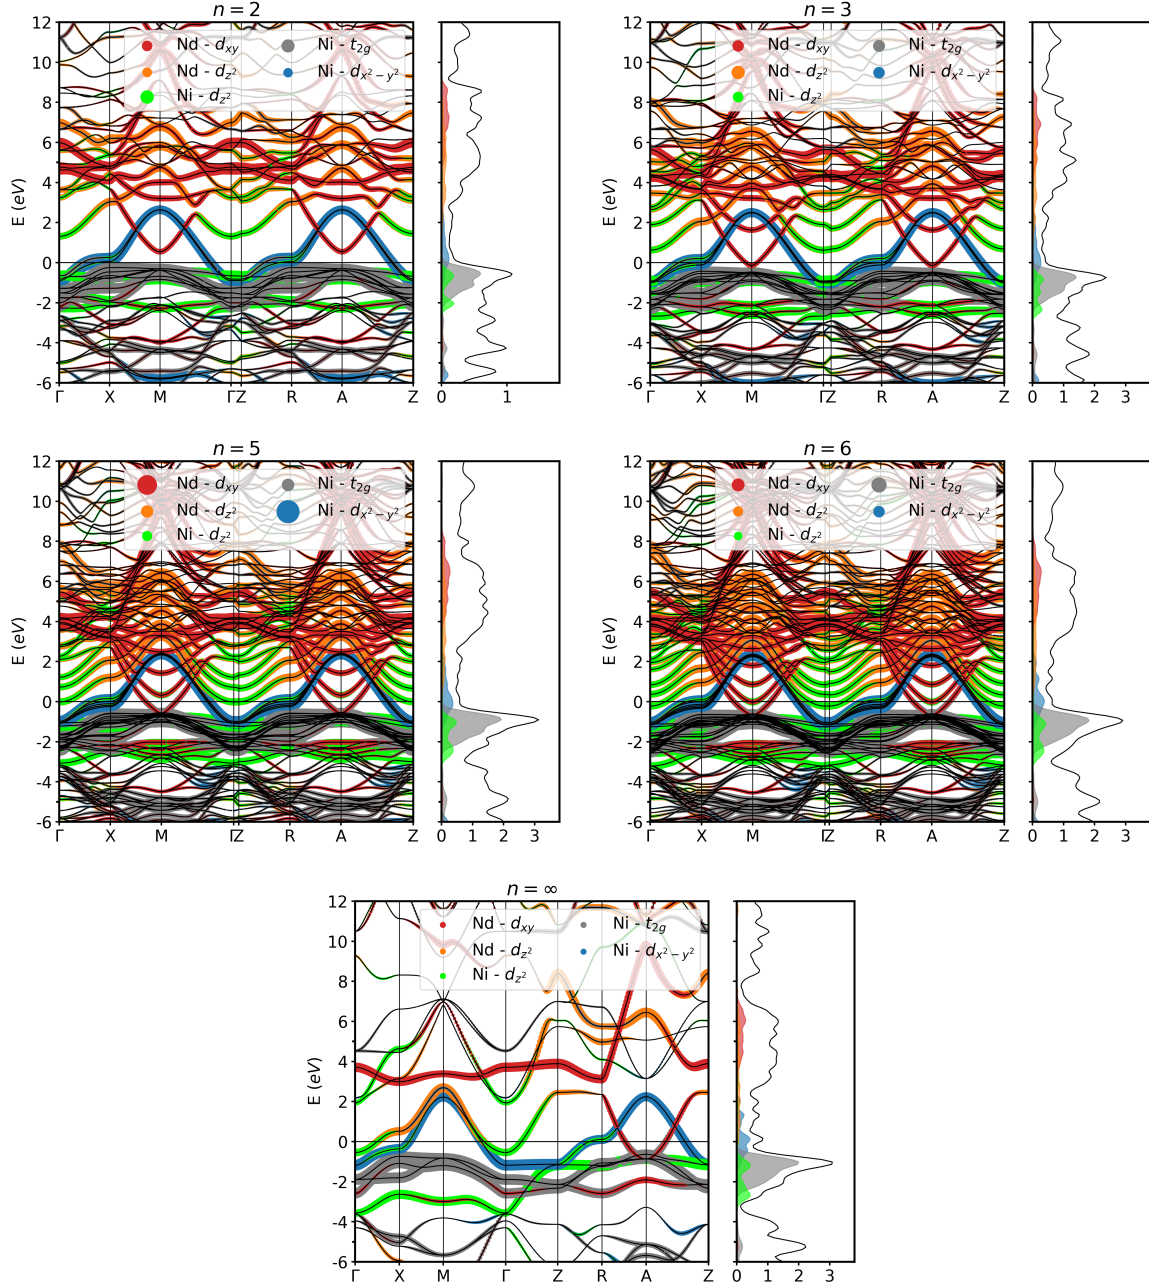 n = 2
n = 3
Nd - d_xy
Ni - t_2g
Nd - d_z²
Ni - d_x²−y²
Ni - d_z²
Nd - d_xy
Ni - t_2g
Nd - d_z²
Ni - d_x²−y²
Ni - d_z²
E (eV)
12
10
8
6
4
2
0
-2
-4
-6
Γ X M Γ Z R A Z
0 1
E (eV)
12
10
8
6
4
2
0
-2
-4
-6
Γ X M Γ Z R A Z
0 1 2 3
n = 5
n = 6
Nd - d_xy
Ni - t_2g
Nd - d_z²
Ni - d_x²−y²
Ni - d_z²
Nd - d_xy
Ni - t_2g
Nd - d_z²
Ni - d_x²−y²
Ni - d_z²
E (eV)
12
10
8
6
4
2
0
-2
-4
-6
Γ X M Γ Z R A Z
0 1 2 3
E (eV)
12
10
8
6
4
2
0
-2
-4
-6
Γ X M Γ Z R A Z
0 1 2 3
n = ∞
Nd - d_xy
Ni - t_2g
Nd - d_z²
Ni - d_x²−y²
Ni - d_z²
E (eV)
12
10
8
6
4
2
0
-2
-4
-6
Γ X M Γ Z R A Z
0 1 2 3